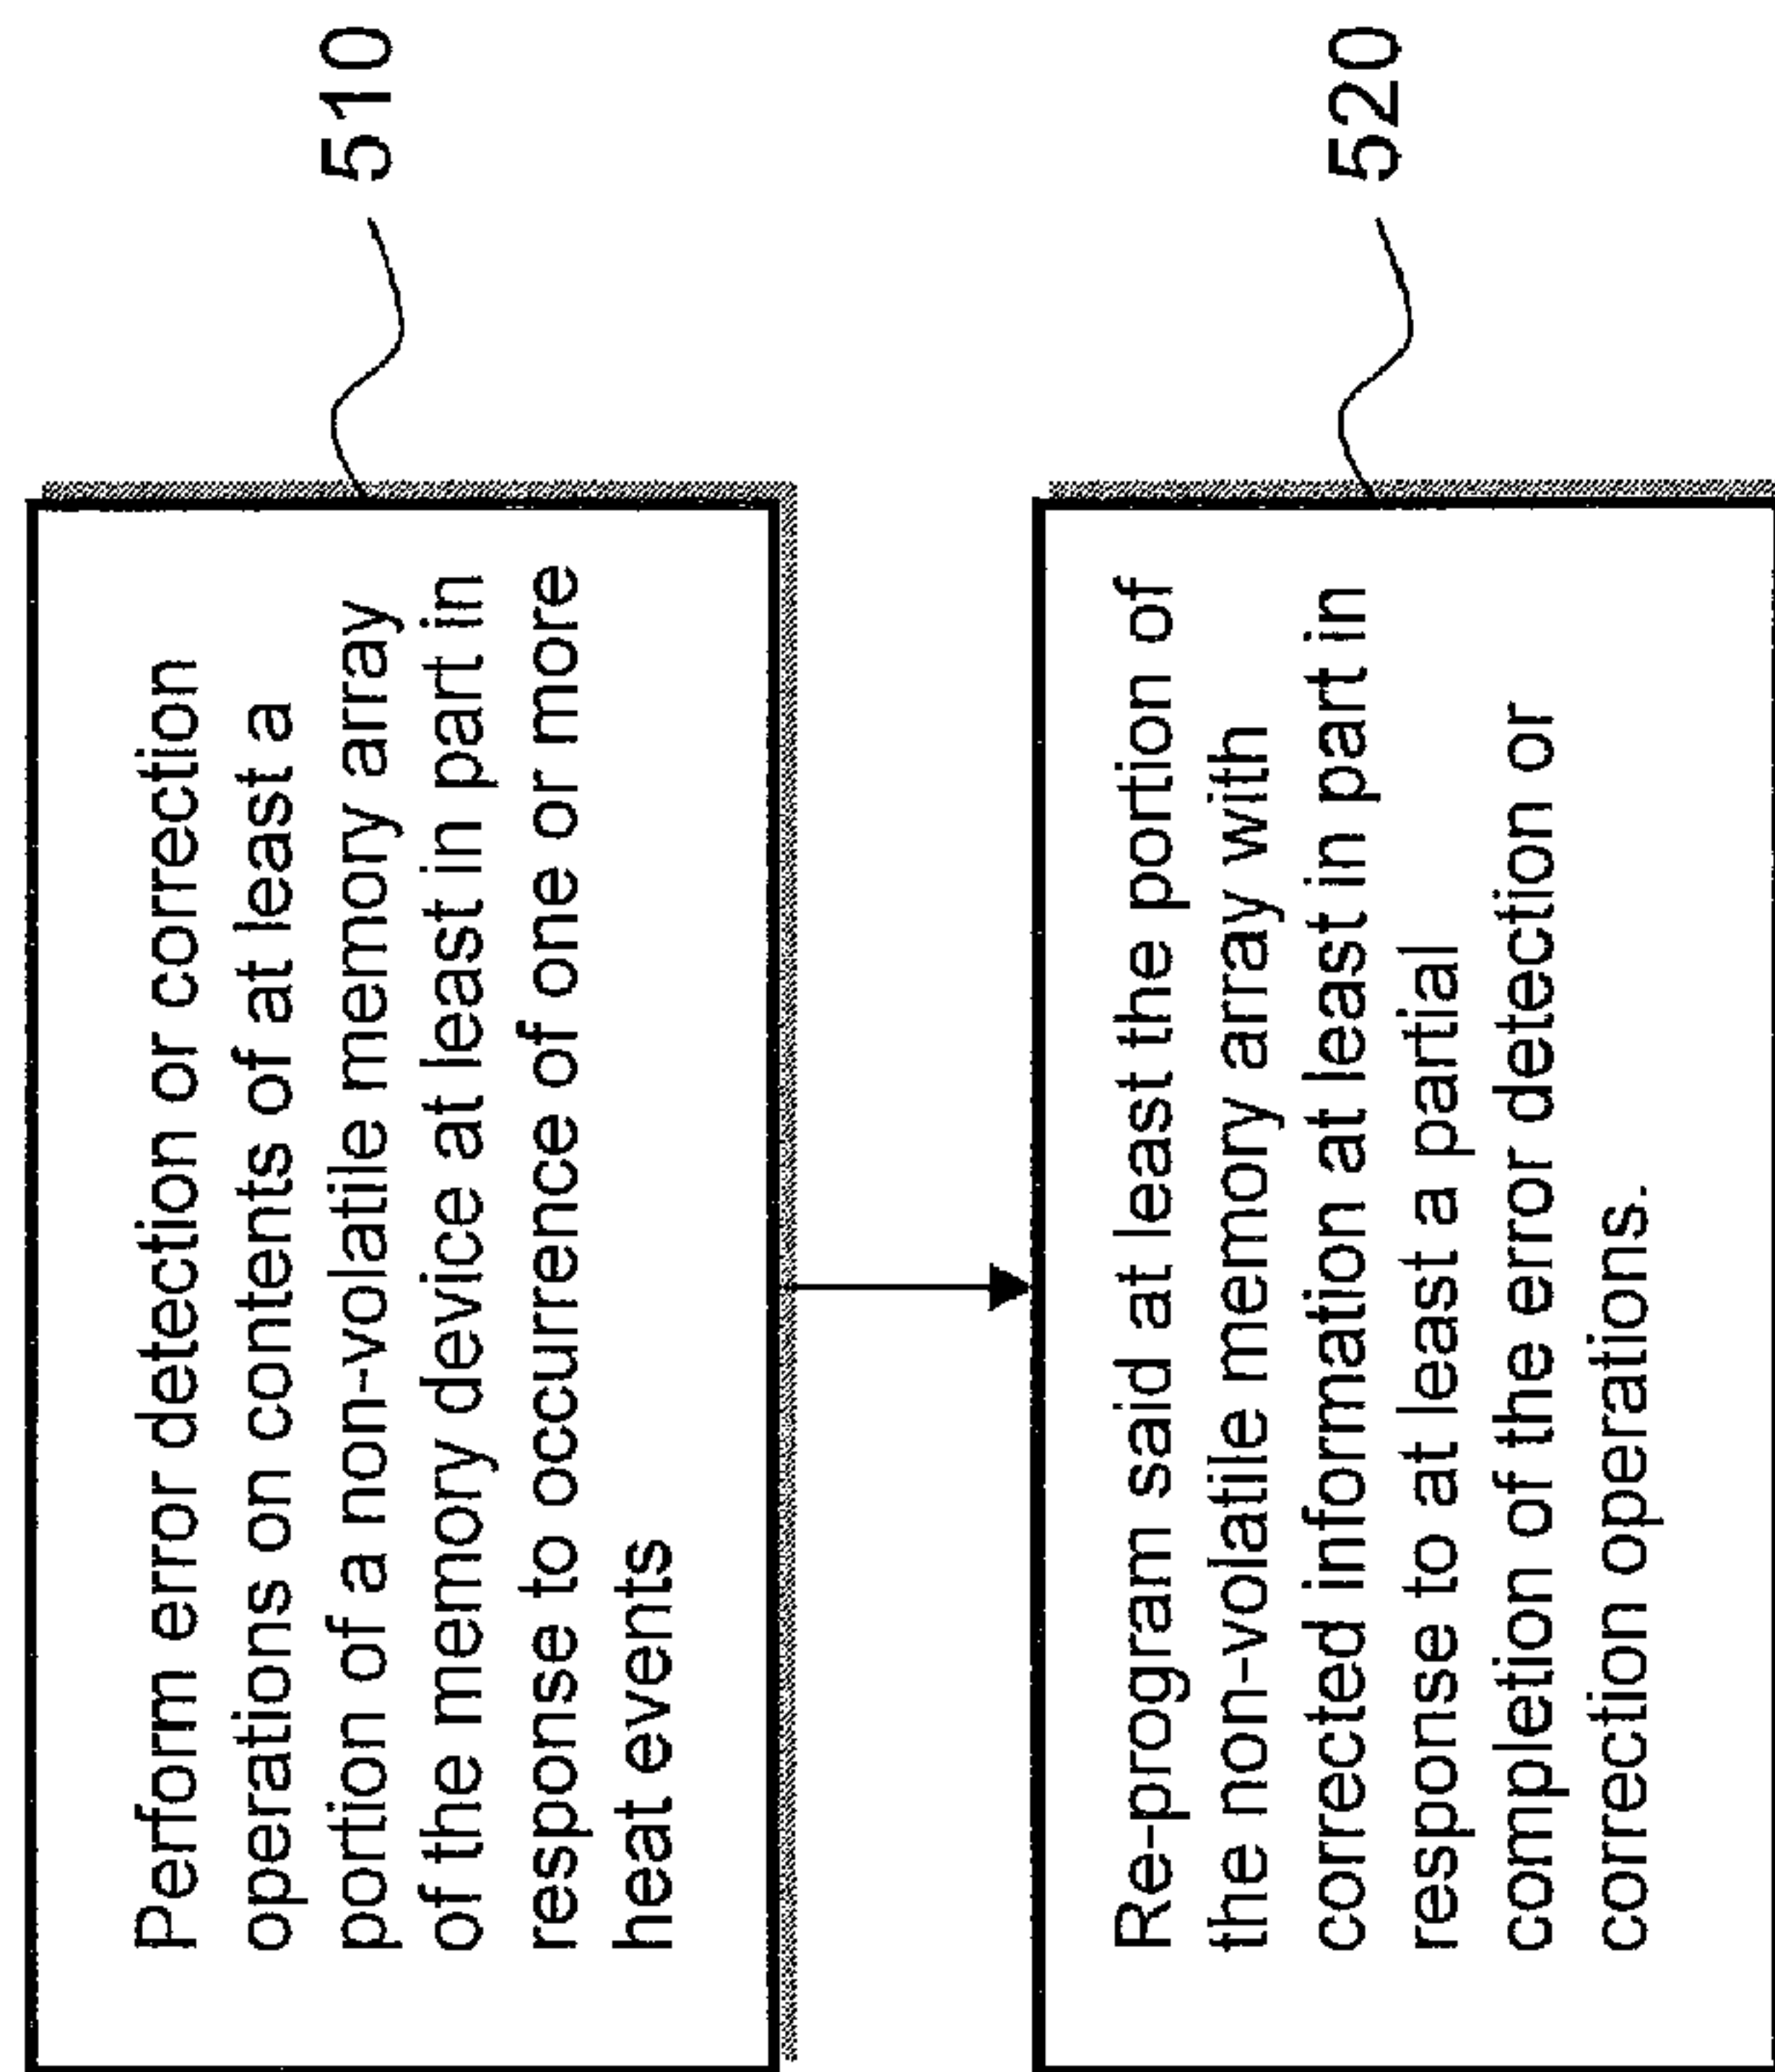 Perform error detection or correction
operations on contents of at least a
portion of a non-volatile memory array
of the memory device at least in part in
response to occurrence of one or more
heat events
510
Re-program said at least the portion of
the non-volatile memory array with
corrected information at least in part in
response to at least a partial
completion of the error detection or
correction operations.
520